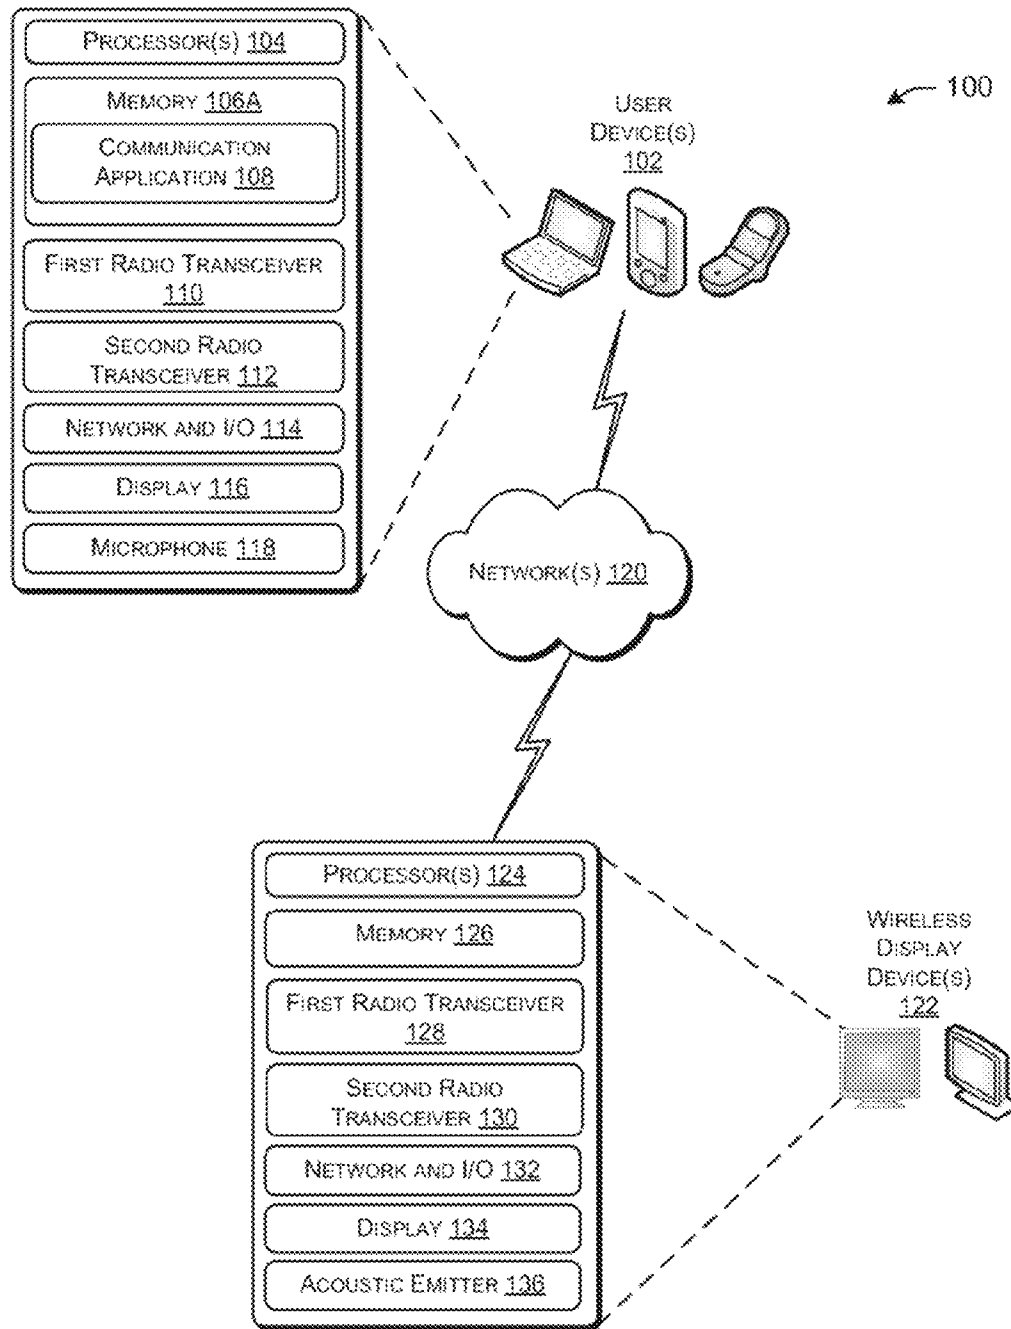 PROCESSOR(S) 104
MEMORY 106A
COMMUNICATION
APPLICATION 108
FIRST RADIO TRANSCEIVER
110
SECOND RADIO
TRANSCEIVER 112
NETWORK AND I/O 114
DISPLAY 116
MICROPHONE 118
USER
DEVICE(S)
102
100
NETWORK(S) 120
PROCESSOR(S) 124
MEMORY 126
FIRST RADIO TRANSCEIVER
128
SECOND RADIO
TRANSCEIVER 130
NETWORK AND I/O 132
DISPLAY 134
ACOUSTIC EMITTER 136
WIRELESS
DISPLAY
DEVICE(S)
122